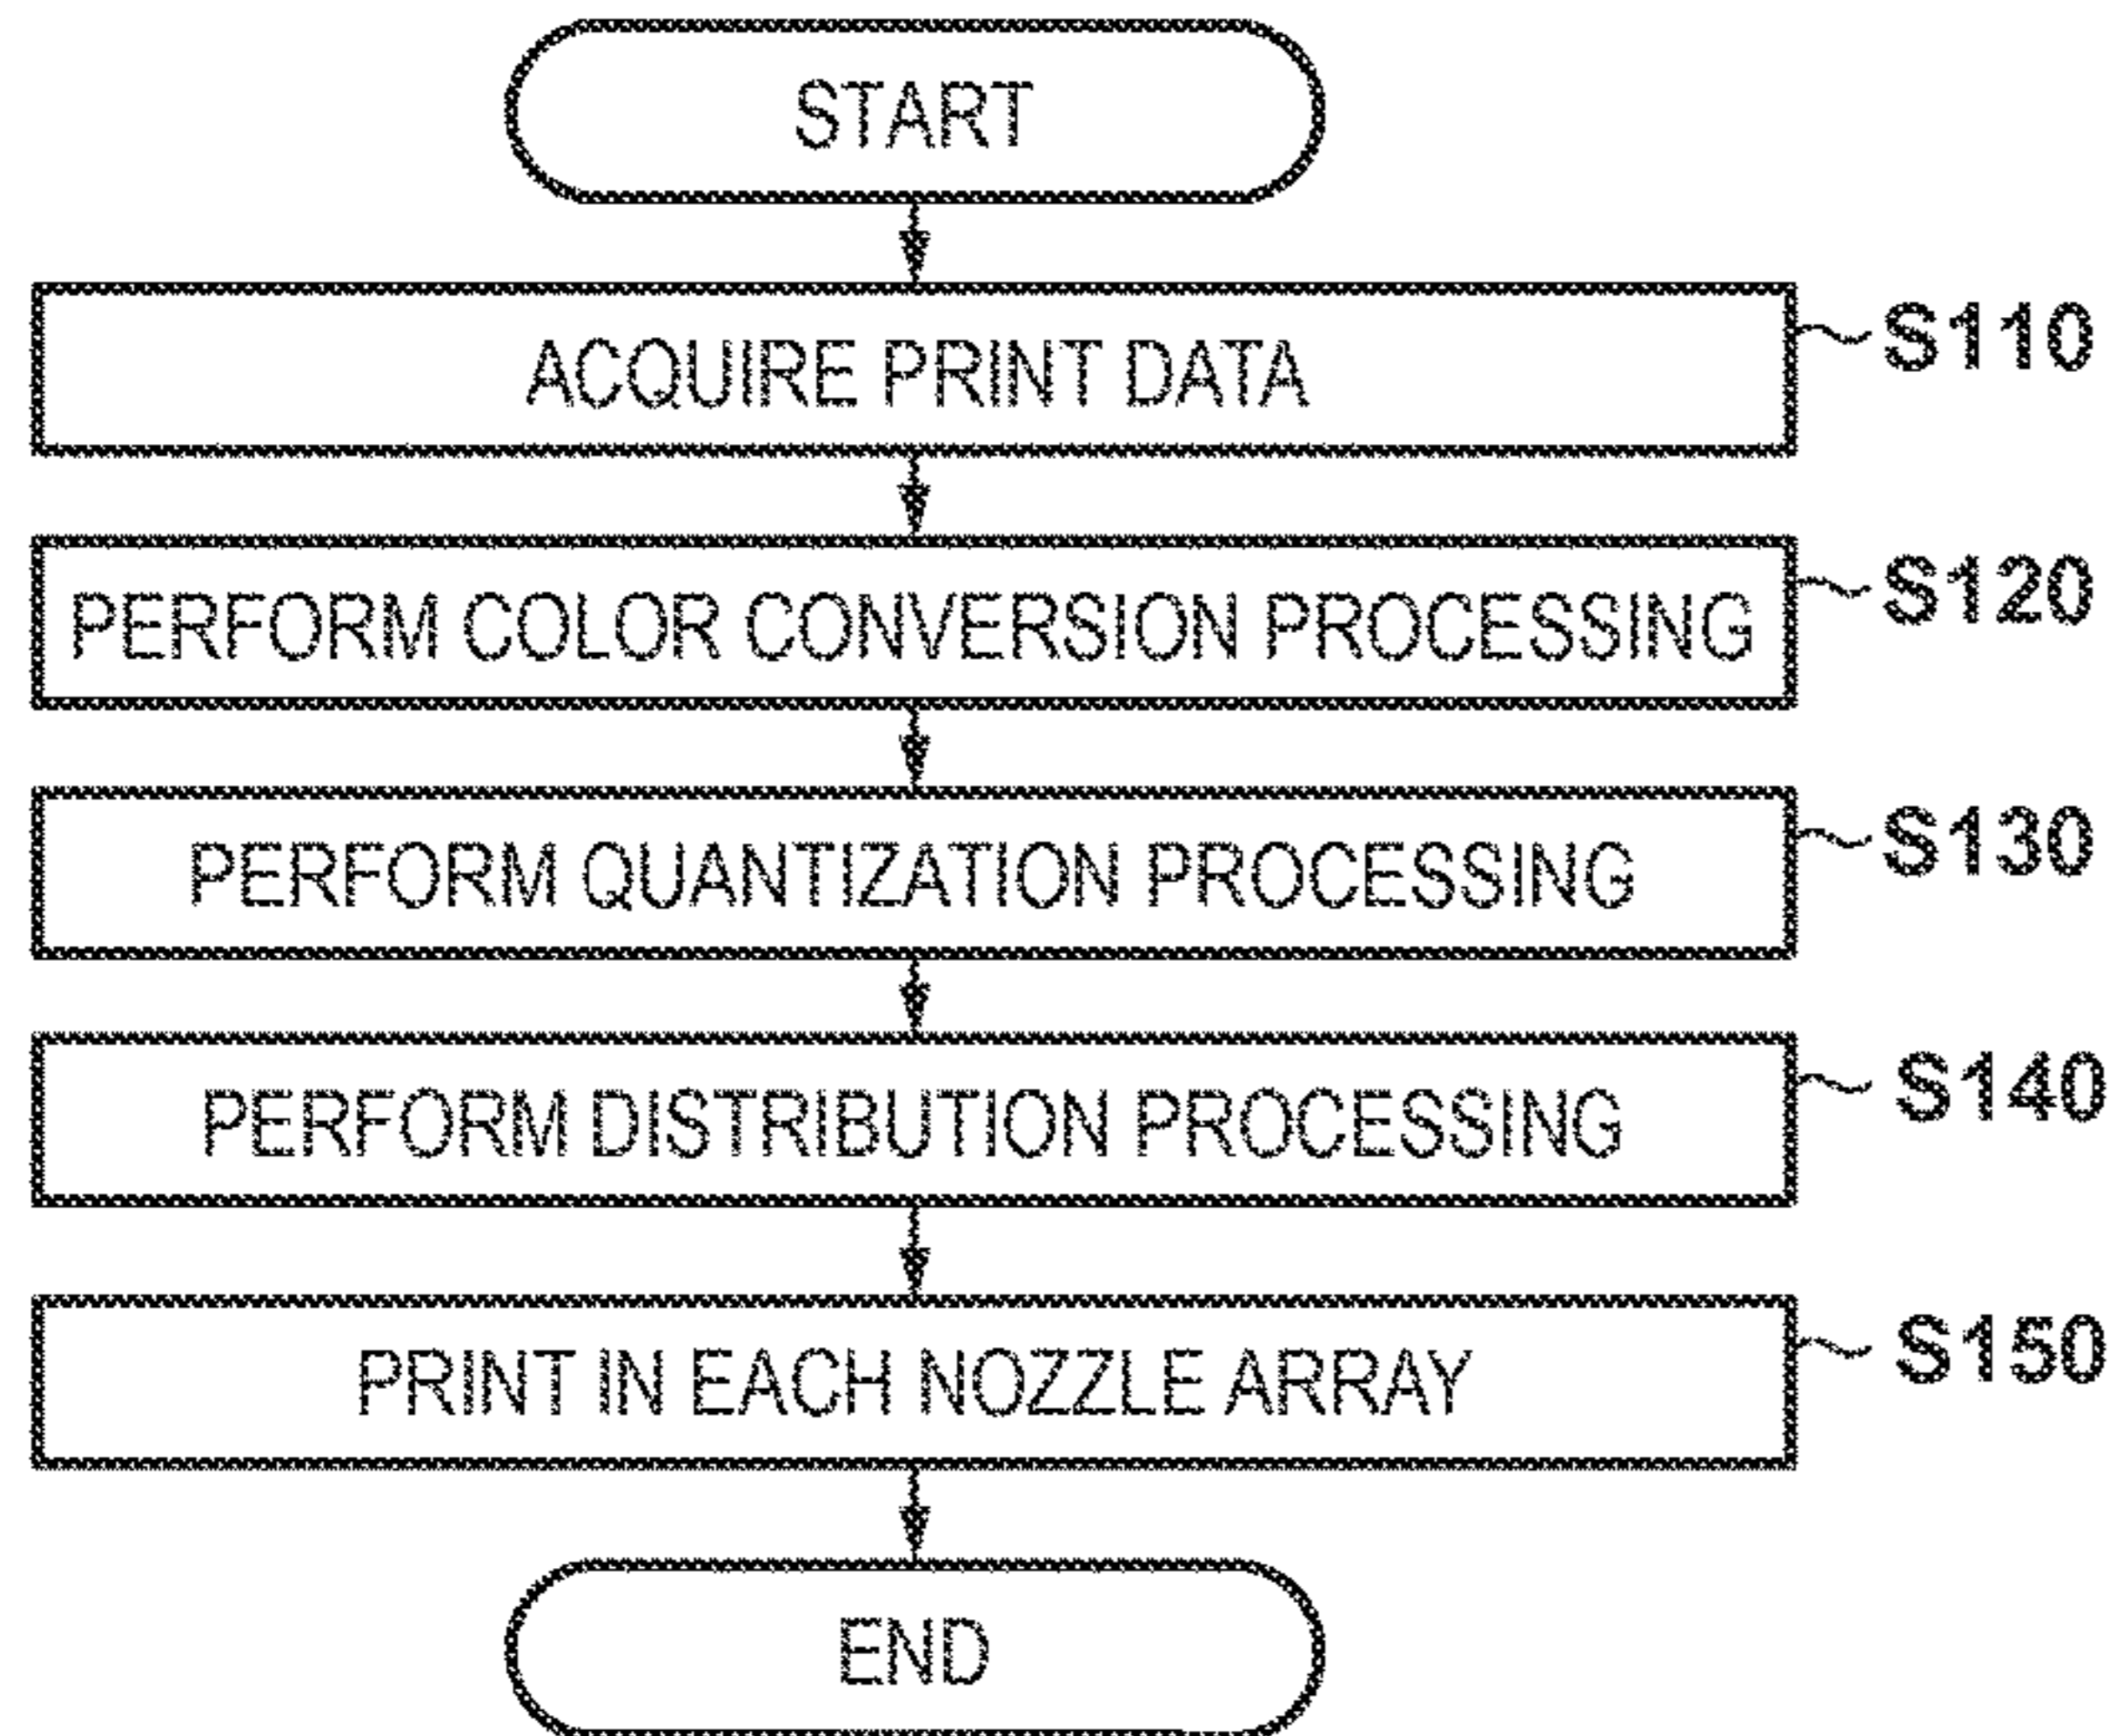 START
ACQUIRE PRINT DATA S110
PERFORM COLOR CONVERSION PROCESSING S120
PERFORM QUANTIZATION PROCESSING S130
PERFORM DISTRIBUTION PROCESSING S140
PRINT IN EACH NOZZLE ARRAY S150
END